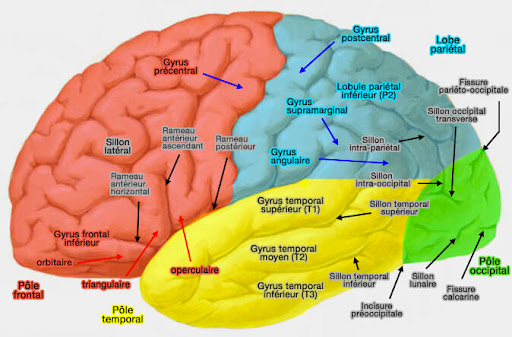 Gyrus
postcentral
Lobe
pariétal
Gyrus
précentral
Fissure
pariéto-occipitale
Lobule pariétal
inférieur (P2)
Gyrus
supramarginal
Sillon occipital
transverse
Rameau
antérieur
ascendant
Rameau
postérieur
Sillon
latéral
Sillon
intra-pariétal
Gyrus
angulaire
Rameau
antérieur
horizontal
Sillon
intra-occipital
Gyrus temporal
supérieur (T1)
Sillon temporal
supérieur
Gyrus frontal
inférieur
orbitaire
Gyrus temporal
moyen (T2)
operculaire
Pôle
occipital
Pôle
frontal
triangulaire
Sillon temporal
inférieur
Sillon
lunaire
Fissure
calcarine
Gyrus temporal
inférieur (T3)
Pôle
temporal
Incisure
préoccipitale